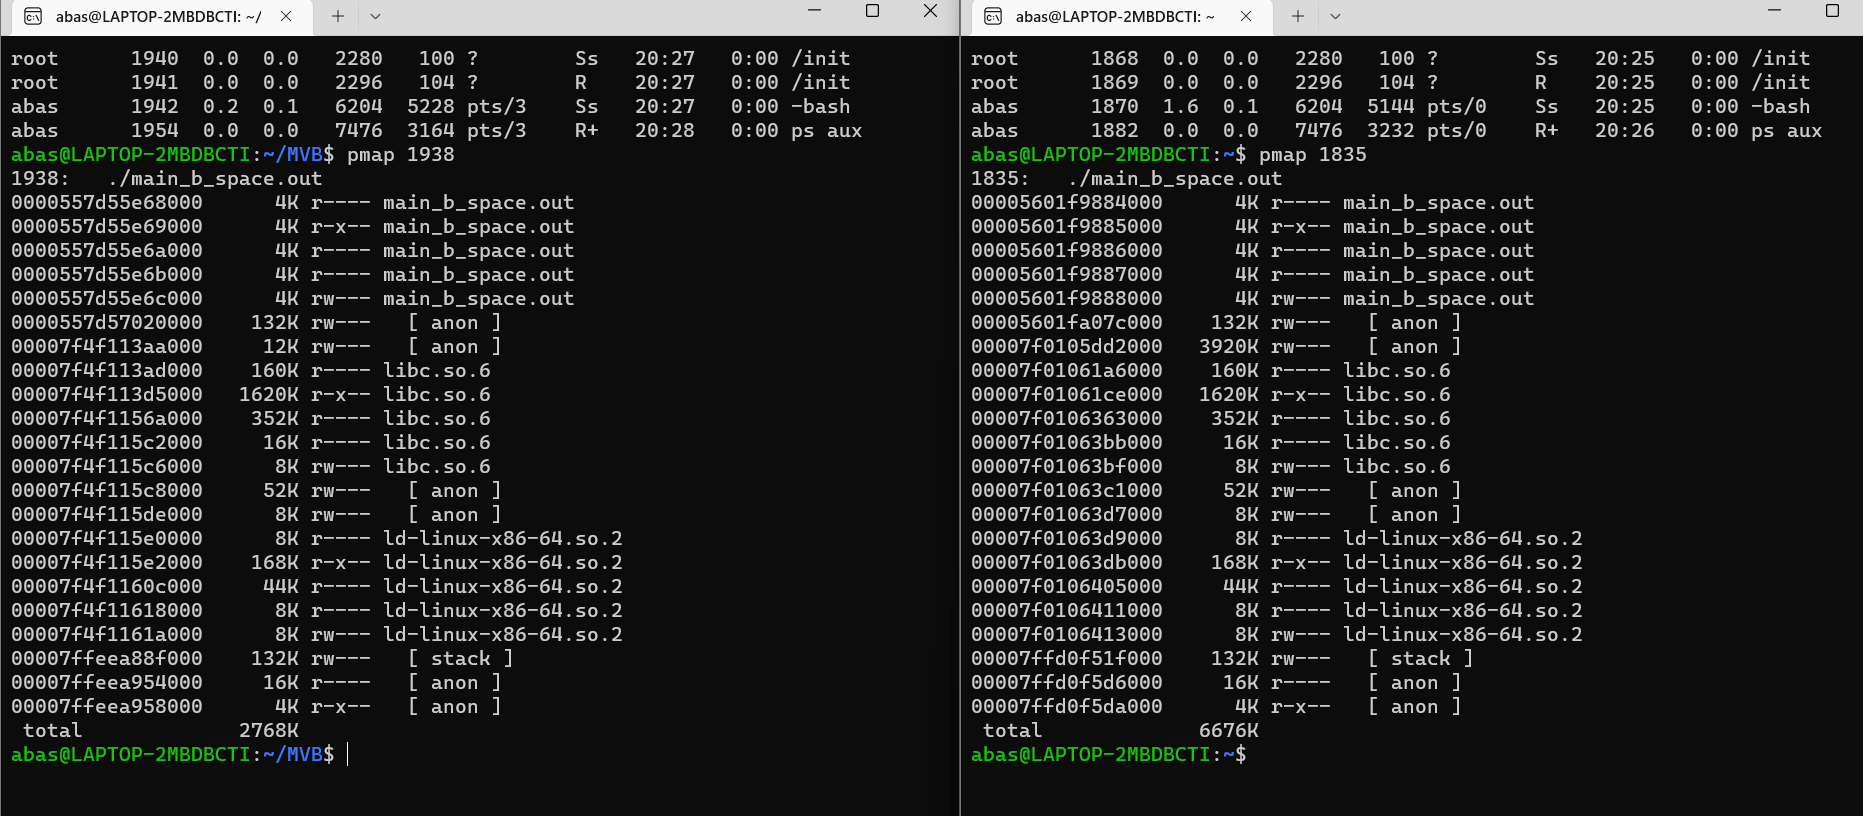 abas@LAPTOP-2MBDBCTI: ~/
root      1940  0.0  0.0   2280   100 ?        Ss   20:27   0:00 /init
root      1941  0.0  0.0   2296   104 ?        R    20:27   0:00 /init
abas      1942  0.2  0.1   6204  5228 pts/3    Ss   20:27   0:00 -bash
abas      1954  0.0  0.0   7476  3164 pts/3    R+   20:28   0:00 ps aux
abas@LAPTOP-2MBDBCTI:~/MVB$ pmap 1938
1938:   ./main_b_space.out
0000557d55e68000      4K r---- main_b_space.out
0000557d55e69000      4K r-x-- main_b_space.out
0000557d55e6a000      4K r---- main_b_space.out
0000557d55e6b000      4K r---- main_b_space.out
0000557d55e6c000      4K rw--- main_b_space.out
0000557d57020000    132K rw---   [ anon ]
00007f4f113aa000     12K rw---   [ anon ]
00007f4f113ad000    160K r---- libc.so.6
00007f4f113d5000   1620K r-x-- libc.so.6
00007f4f1156a000    352K r---- libc.so.6
00007f4f115c2000     16K r---- libc.so.6
00007f4f115c6000      8K rw--- libc.so.6
00007f4f115c8000     52K rw---   [ anon ]
00007f4f115de000      8K rw---   [ anon ]
00007f4f115e0000      8K r---- ld-linux-x86-64.so.2
00007f4f115e2000    168K r-x-- ld-linux-x86-64.so.2
00007f4f1160c000     44K r---- ld-linux-x86-64.so.2
00007f4f11618000      8K r---- ld-linux-x86-64.so.2
00007f4f1161a000      8K rw--- ld-linux-x86-64.so.2
00007ffeea88f000    132K rw---   [ stack ]
00007ffeea954000     16K r----   [ anon ]
00007ffeea958000      4K r-x--   [ anon ]
 total             2768K
abas@LAPTOP-2MBDBCTI:~/MVB$
abas@LAPTOP-2MBDBCTI: ~
root      1868  0.0  0.0   2280   100 ?        Ss   20:25   0:00 /init
root      1869  0.0  0.0   2296   104 ?        R    20:25   0:00 /init
abas      1870  1.6  0.1   6204  5144 pts/0    Ss   20:25   0:00 -bash
abas      1882  0.0  0.0   7476  3232 pts/0    R+   20:26   0:00 ps aux
abas@LAPTOP-2MBDBCTI:~$ pmap 1835
1835:   ./main_b_space.out
00005601f9884000      4K r---- main_b_space.out
00005601f9885000      4K r-x-- main_b_space.out
00005601f9886000      4K r---- main_b_space.out
00005601f9887000      4K r---- main_b_space.out
00005601f9888000      4K rw--- main_b_space.out
00005601fa07c000    132K rw---   [ anon ]
00007f0105dd2000   3920K rw---   [ anon ]
00007f01061a6000    160K r---- libc.so.6
00007f01061ce000   1620K r-x-- libc.so.6
00007f0106363000    352K r---- libc.so.6
00007f01063bb000     16K r---- libc.so.6
00007f01063bf000      8K rw--- libc.so.6
00007f01063c1000     52K rw---   [ anon ]
00007f01063d7000      8K rw---   [ anon ]
00007f01063d9000      8K r---- ld-linux-x86-64.so.2
00007f01063db000    168K r-x-- ld-linux-x86-64.so.2
00007f0106405000     44K r---- ld-linux-x86-64.so.2
00007f0106411000      8K r---- ld-linux-x86-64.so.2
00007f0106413000      8K rw--- ld-linux-x86-64.so.2
00007ffd0f51f000    132K rw---   [ stack ]
00007ffd0f5d6000     16K r----   [ anon ]
00007ffd0f5da000      4K r-x--   [ anon ]
 total             6676K
abas@LAPTOP-2MBDBCTI:~$